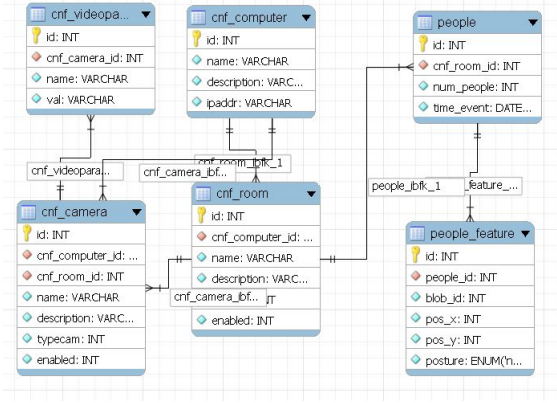 cnf_videopa...
id: INT
cnf_camera_id: INT
name: VARCHAR
val: VARCHAR
cnf_computer
id: INT
name: VARCHAR
description: VARC...
ipaddr: VARCHAR
people
id: INT
cnf_room_id: INT
num_people: INT
time_event: DATE...
cnf_videopara...
cnf_room_ibfk_1
cnf_camera_ibf...
people_ibfk_1
_feature_...
cnf_camera
id: INT
cnf_computer_id: ...
cnf_room_id: INT
name: VARCHAR
description: VARC...
typecam: INT
enabled: INT
cnf_room
id: INT
cnf_computer_id: ...
name: VARCHAR
description: VARC...
cnf_camera_ibf...
enabled: INT
people_feature
id: INT
people_id: INT
blob_id: INT
pos_x: INT
pos_y: INT
posture: ENUM('n...